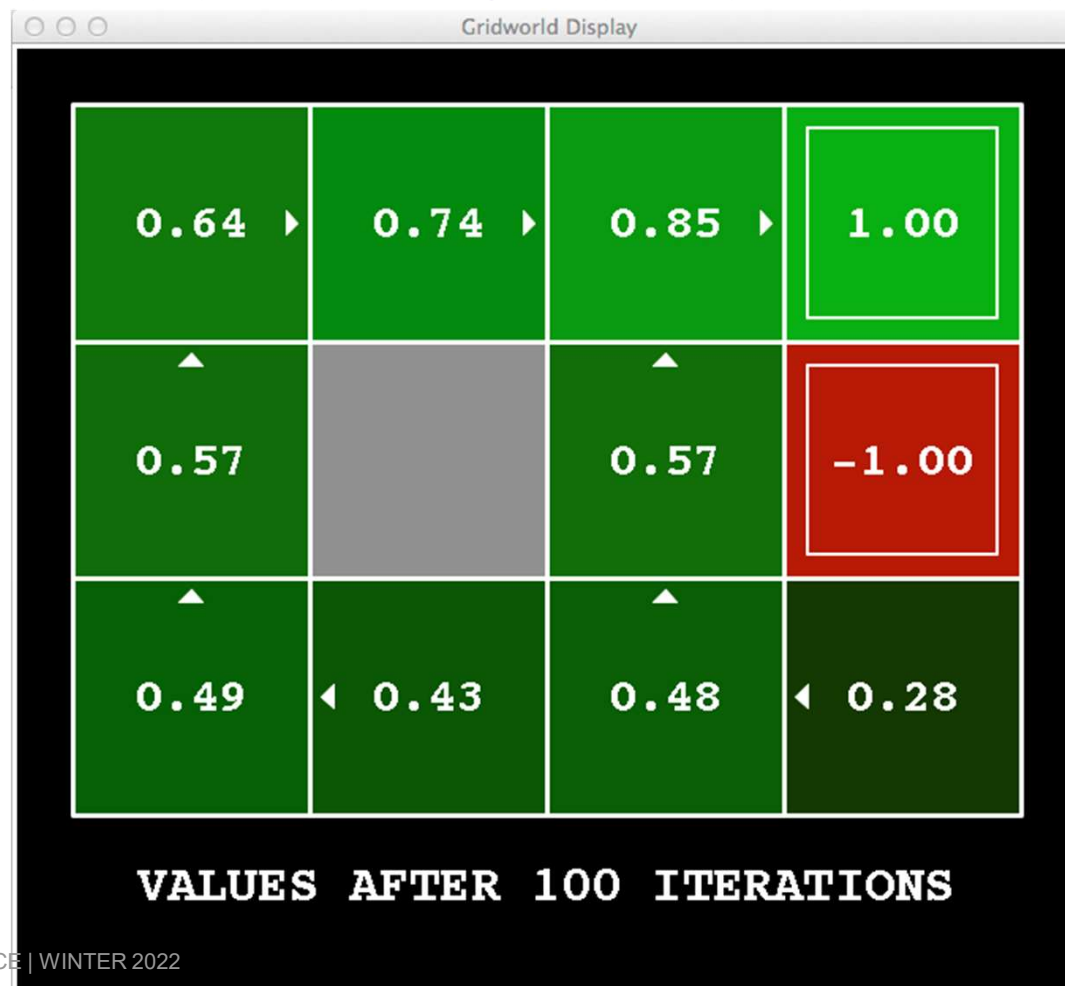 Gridworld Display
0.64 0.74 0.85 1.00
0.57 0.57 -1.00
0.49 0.43 0.48 0.28
VALUES AFTER 100 ITERATIONS
CE | WINTER 2022